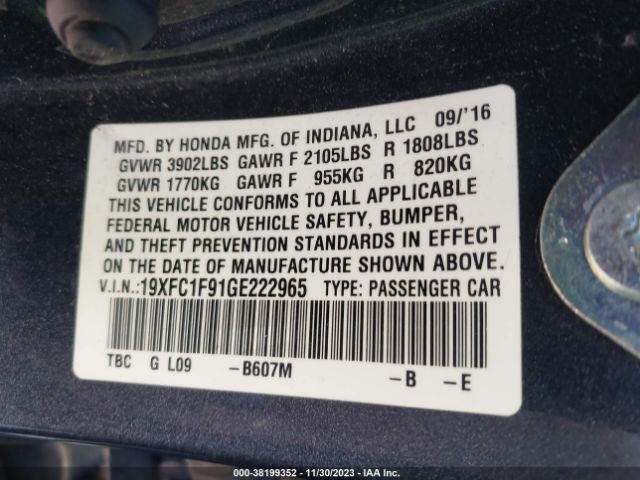 MFD. BY HONDA MFG. OF INDIANA, LLC 09/'16
GVWR 3902LBS GAWR F 2105LBS R 1808LBS
GVWR 1770KG GAWR F 955KG R 820KG
THIS VEHICLE CONFORMS TO ALL APPLICABLE
FEDERAL MOTOR VEHICLE SAFETY, BUMPER,
AND THEFT PREVENTION STANDARDS IN EFFECT
ON THE DATE OF MANUFACTURE SHOWN ABOVE.
V.I.N.:19XFC1F91GE222965 TYPE: PASSENGER CAR
TBC G L09 -B607M -B -E
000-38199352 - 11/30/2023 - IAA Inc.